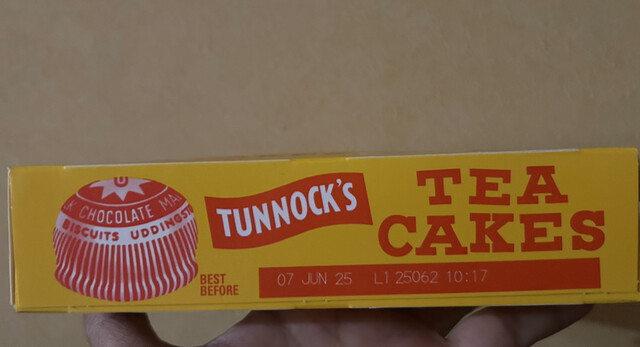 U
CHOCOLATE MA
BISCUITS UDDINGST
TUNNOCK'S
TEA
CAKES
BEST
BEFORE
07 JUN 25 L1 25062 10:17